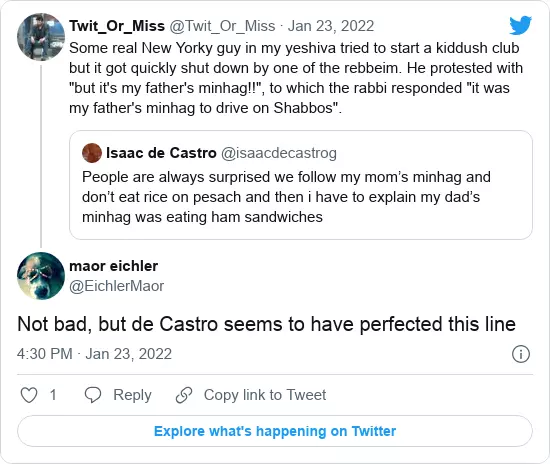 Twit_Or_Miss @Twit_Or_Miss · Jan 23, 2022
Some real New Yorky guy in my yeshiva tried to start a kiddush club
but it got quickly shut down by one of the rebbeim. He protested with
"but it's my father's minhag!!", to which the rabbi responded "it was
my father's minhag to drive on Shabbos".
Isaac de Castro @isaacdecastrog
People are always surprised we follow my mom’s minhag and
don’t eat rice on pesach and then i have to explain my dad’s
minhag was eating ham sandwiches
maor eichler
@EichlerMaor
Not bad, but de Castro seems to have perfected this line
4:30 PM · Jan 23, 2022
1 Reply Copy link to Tweet
Explore what's happening on Twitter